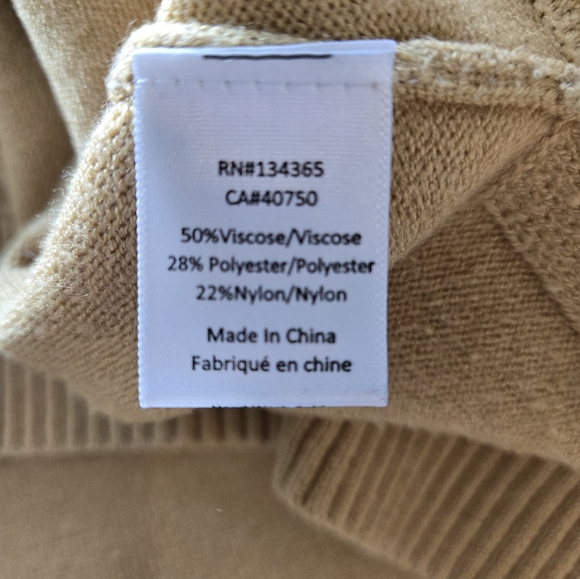 RN#134365
CA#40750
50%Viscose/Viscose
28% Polyester/Polyester
22%Nylon/Nylon
Made In China
Fabriqué en chine